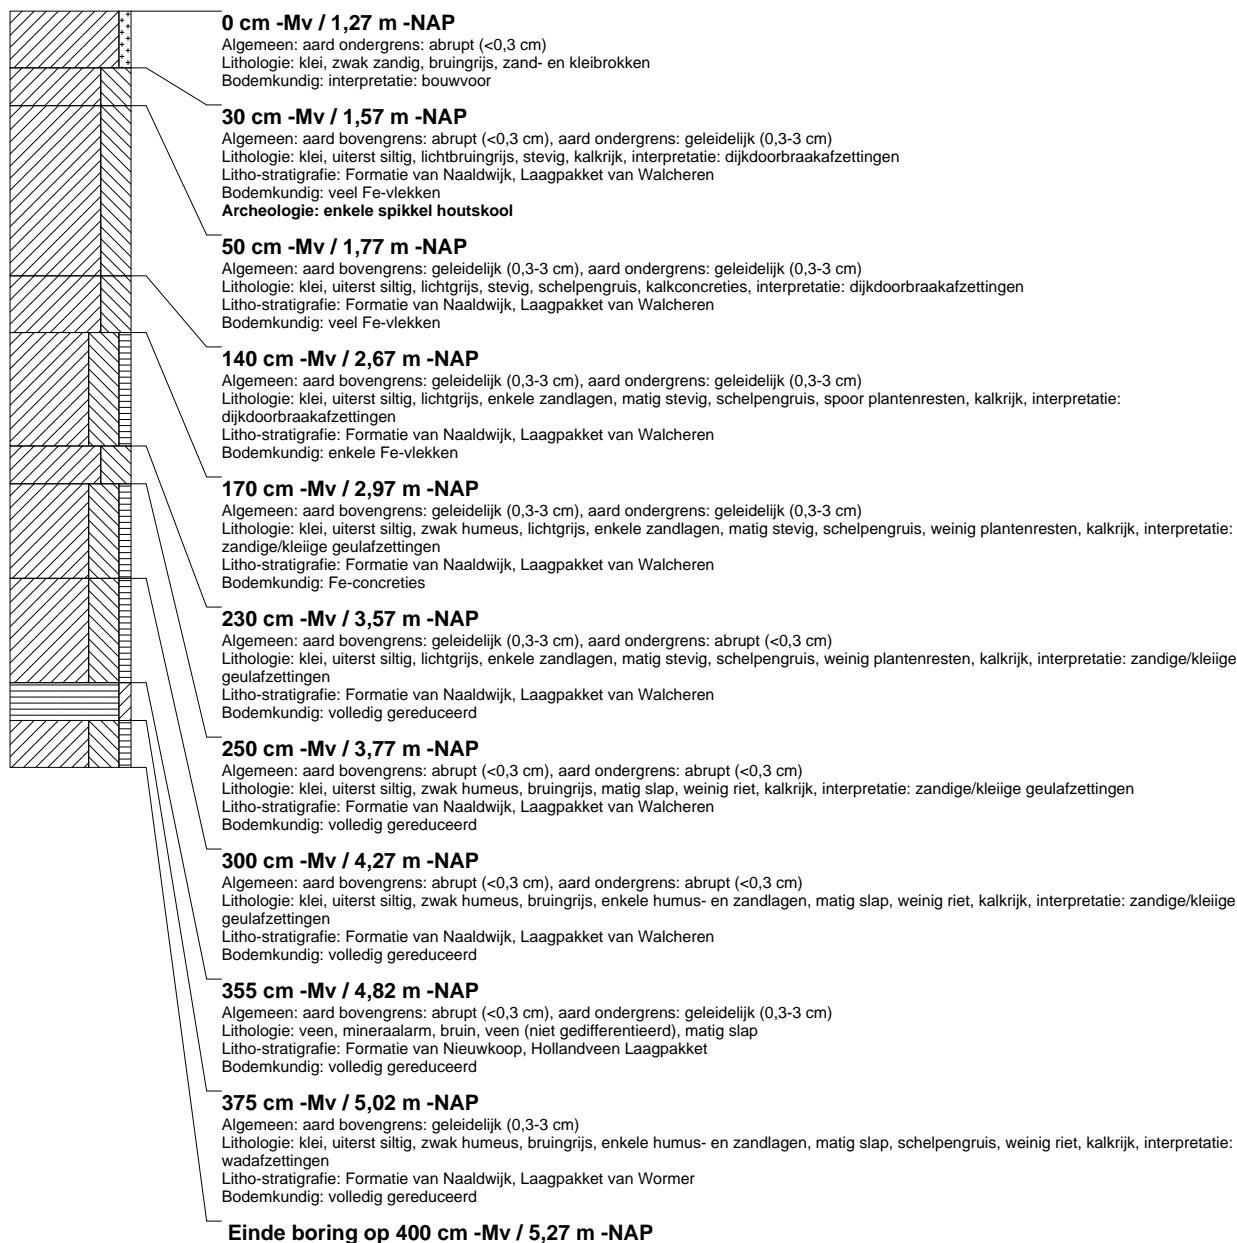 0 cm -Mv / 1,27 m -NAP
Algemeen: aard ondergrens: abrupt (<0,3 cm)
Lithologie: klei, zwak zandig, bruingrijs, zand- en kleibrokken
Bodemkundig: interpretatie: bouwvoor
30 cm -Mv / 1,57 m -NAP
Algemeen: aard bovengrens: abrupt (<0,3 cm), aard ondergrens: geleidelijk (0,3-3 cm)
Lithologie: klei, uiterst siltig, lichtbruingrijs, stevig, kalkrijk, interpretatie: dijkdoorbraakafzettingen
Litho-stratigrafie: Formatie van Naaldwijk, Laagpakket van Walcheren
Bodemkundig: veel Fe-vlekken
Archeologie: enkele spikkel houtskool
50 cm -Mv / 1,77 m -NAP
Algemeen: aard bovengrens: geleidelijk (0,3-3 cm), aard ondergrens: geleidelijk (0,3-3 cm)
Lithologie: klei, uiterst siltig, lichtgrijs, stevig, schelpengruis, kalkconcreties, interpretatie: dijkdoorbraakafzettingen
Litho-stratigrafie: Formatie van Naaldwijk, Laagpakket van Walcheren
Bodemkundig: veel Fe-vlekken
140 cm -Mv / 2,67 m -NAP
Algemeen: aard bovengrens: geleidelijk (0,3-3 cm), aard ondergrens: geleidelijk (0,3-3 cm)
Lithologie: klei, uiterst siltig, lichtgrijs, enkele zandlagen, matig stevig, schelpengruis, spoor plantenresten, kalkrijk, interpretatie:
dijkdoorbraakafzettingen
Litho-stratigrafie: Formatie van Naaldwijk, Laagpakket van Walcheren
Bodemkundig: enkele Fe-vlekken
170 cm -Mv / 2,97 m -NAP
Algemeen: aard bovengrens: geleidelijk (0,3-3 cm), aard ondergrens: geleidelijk (0,3-3 cm)
Lithologie: klei, uiterst siltig, zwak humeus, lichtgrijs, enkele zandlagen, matig stevig, schelpengruis, weinig plantenresten, kalkrijk, interpretatie:
zandige/kleiige geulafzettingen
Litho-stratigrafie: Formatie van Naaldwijk, Laagpakket van Walcheren
Bodemkundig: Fe-concreties
230 cm -Mv / 3,57 m -NAP
Algemeen: aard bovengrens: geleidelijk (0,3-3 cm), aard ondergrens: abrupt (<0,3 cm)
Lithologie: klei, uiterst siltig, lichtgrijs, enkele zandlagen, matig stevig, schelpengruis, weinig plantenresten, kalkrijk, interpretatie: zandige/kleiige
geulafzettingen
Litho-stratigrafie: Formatie van Naaldwijk, Laagpakket van Walcheren
Bodemkundig: volledig gereduceerd
250 cm -Mv / 3,77 m -NAP
Algemeen: aard bovengrens: abrupt (<0,3 cm), aard ondergrens: abrupt (<0,3 cm)
Lithologie: klei, uiterst siltig, zwak humeus, bruingrijs, matig slap, weinig riet, kalkrijk, interpretatie: zandige/kleiige geulafzettingen
Litho-stratigrafie: Formatie van Naaldwijk, Laagpakket van Walcheren
Bodemkundig: volledig gereduceerd
300 cm -Mv / 4,27 m -NAP
Algemeen: aard bovengrens: abrupt (<0,3 cm), aard ondergrens: abrupt (<0,3 cm)
Lithologie: klei, uiterst siltig, zwak humeus, bruingrijs, enkele humus- en zandlagen, matig slap, weinig riet, kalkrijk, interpretatie: zandige/kleiige
geulafzettingen
Litho-stratigrafie: Formatie van Naaldwijk, Laagpakket van Walcheren
Bodemkundig: volledig gereduceerd
355 cm -Mv / 4,82 m -NAP
Algemeen: aard bovengrens: abrupt (<0,3 cm), aard ondergrens: geleidelijk (0,3-3 cm)
Lithologie: veen, mineraalarm, bruin, veen (niet gedifferentieerd), matig slap
Litho-stratigrafie: Formatie van Nieuwkoop, Hollandveen Laagpakket
Bodemkundig: volledig gereduceerd
375 cm -Mv / 5,02 m -NAP
Algemeen: aard bovengrens: geleidelijk (0,3-3 cm)
Lithologie: klei, uiterst siltig, zwak humeus, bruingrijs, enkele humus- en zandlagen, matig slap, schelpengruis, weinig riet, kalkrijk, interpretatie:
wadafzettingen
Litho-stratigrafie: Formatie van Naaldwijk, Laagpakket van Wormer
Bodemkundig: volledig gereduceerd
Einde boring op 400 cm -Mv / 5,27 m -NAP